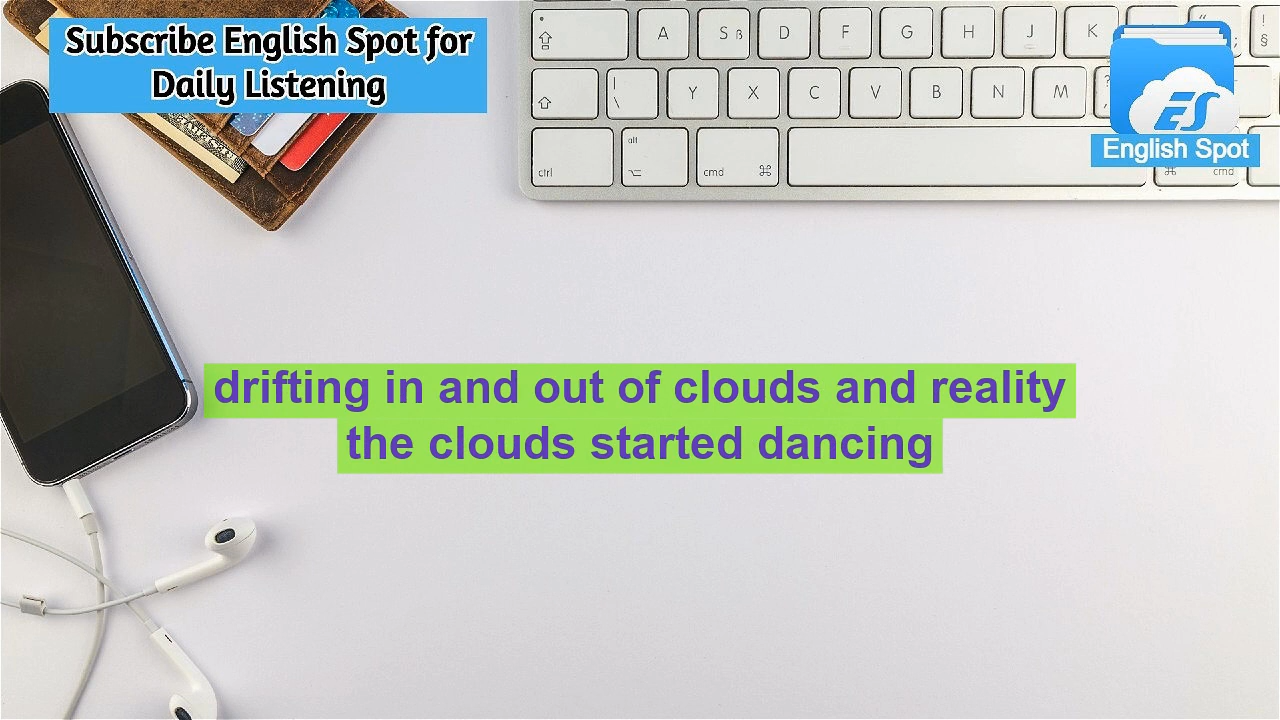 Subscribe English Spot for
Daily Listening
A S ß D F G H J K
Y X C V B N M
ctrl alt cmd ⌘ ⌘ cmd
ES
English Spot
drifting in and out of clouds and reality
the clouds started dancing